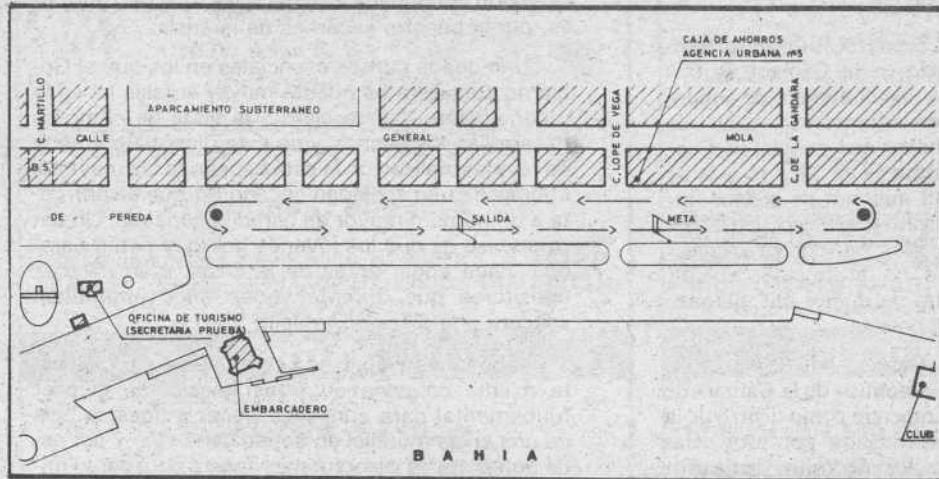 CAJA DE AHORROS
AGENCIA URBANA nº5
C. MARTILLO
APARCAMIENTO SUBTERRANEO
C. LOPE DE VEGA
C. DE LA GANDARA
CALLE GENERAL MOLA
B.S.
DE PEREDA
SALIDA
META
OFICINA DE TURISMO
(SECRETARIA PRUEBA)
EMBARCADERO
CLUB
BAHIA